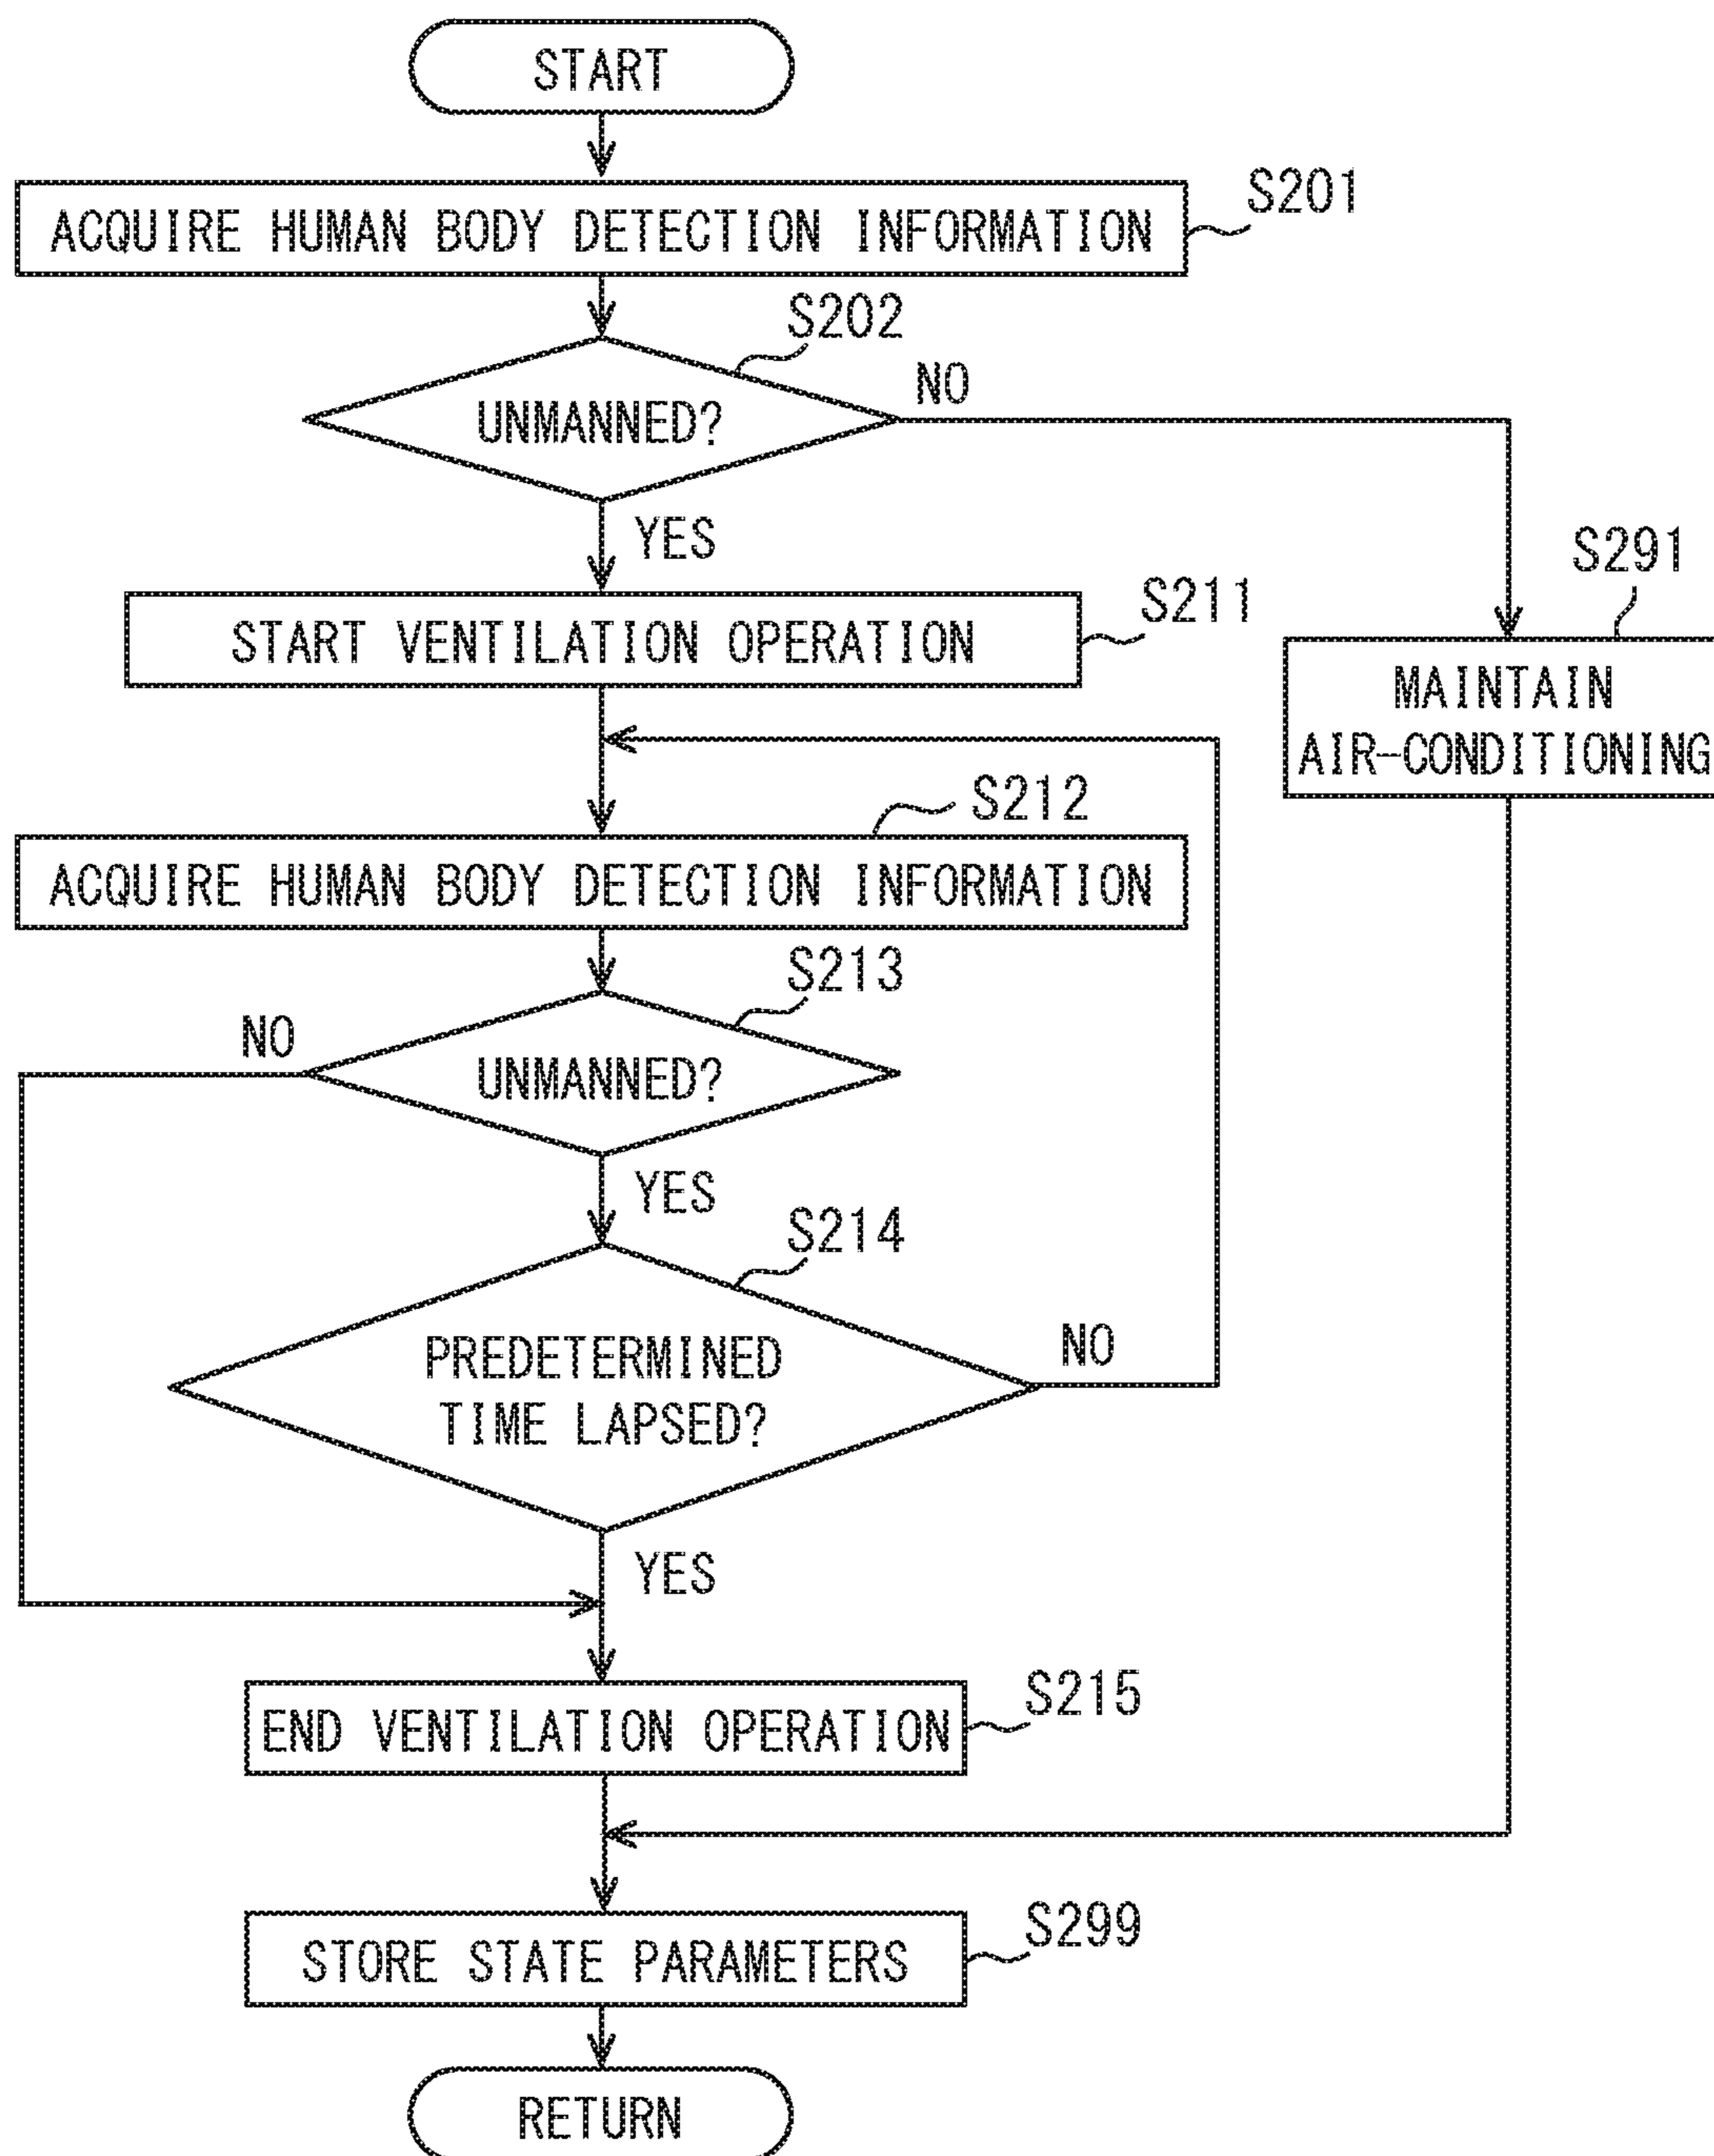 START
ACQUIRE HUMAN BODY DETECTION INFORMATION
S201
S202
UNMANNED?
NO
YES
S291
START VENTILATION OPERATION
S211
MAINTAIN
AIR-CONDITIONING
S212
ACQUIRE HUMAN BODY DETECTION INFORMATION
S213
NO
UNMANNED?
YES
S214
PREDETERMINED
TIME LAPSED?
NO
YES
END VENTILATION OPERATION
S215
STORE STATE PARAMETERS
S299
RETURN